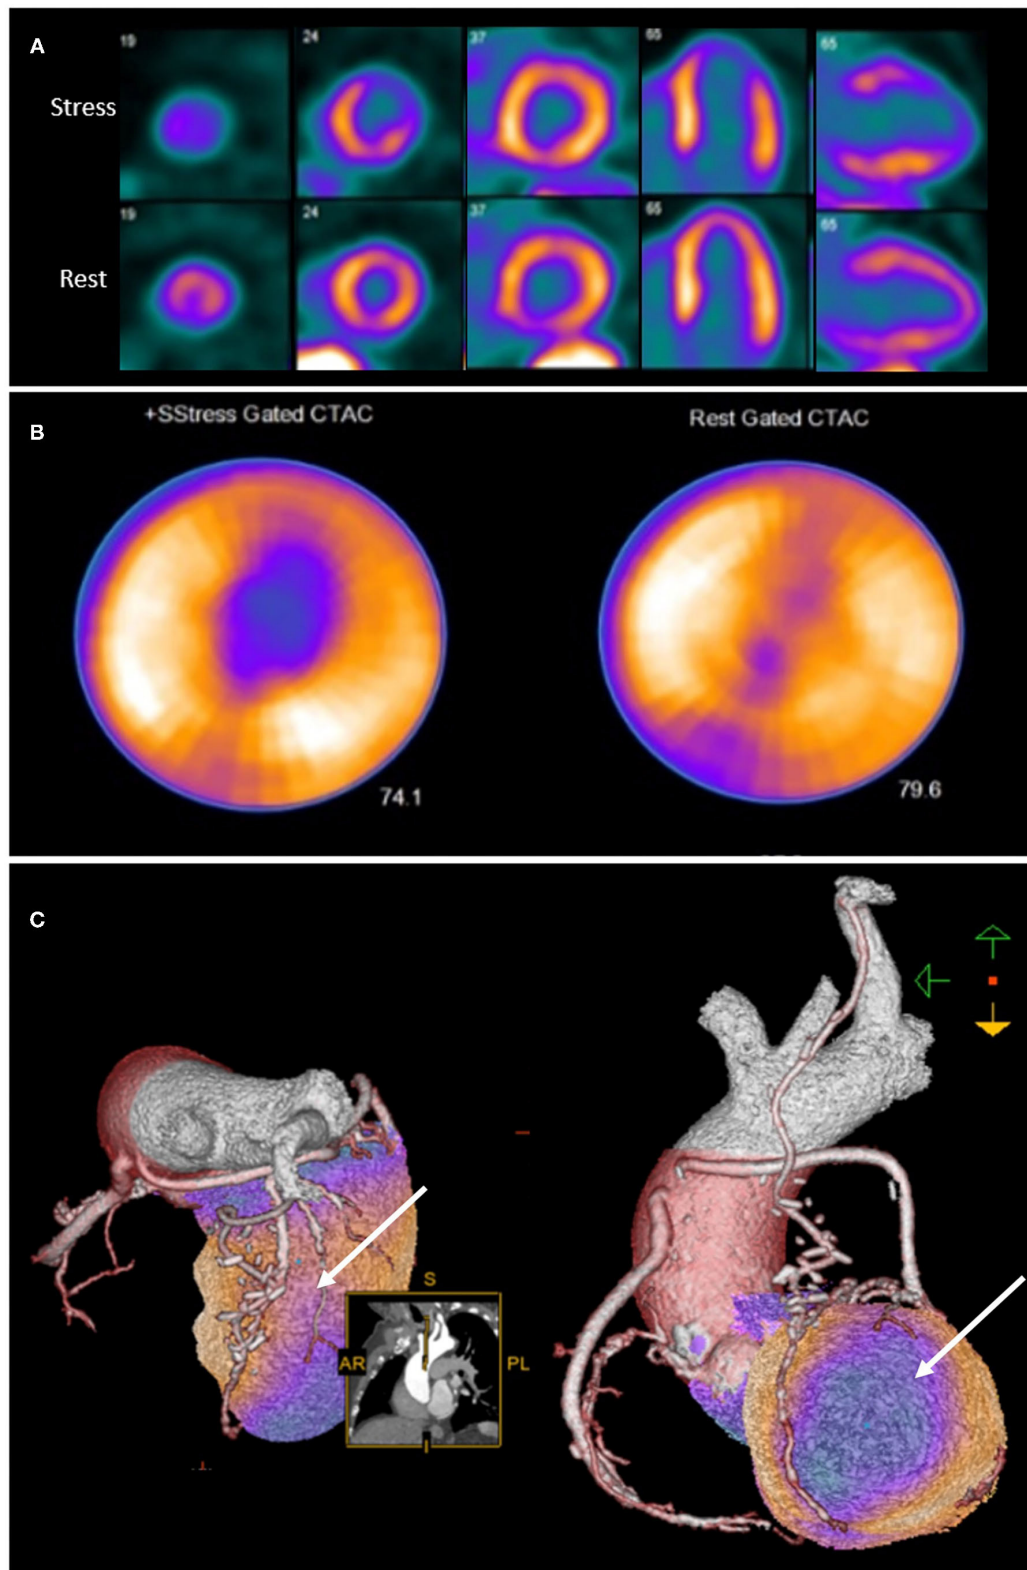 A
19
24
37
65
65
Stress
19
24
37
65
65
Rest
B
+SStress Gated CTAC
Rest Gated CTAC
74.1
79.6
C
S
AR
PL
I